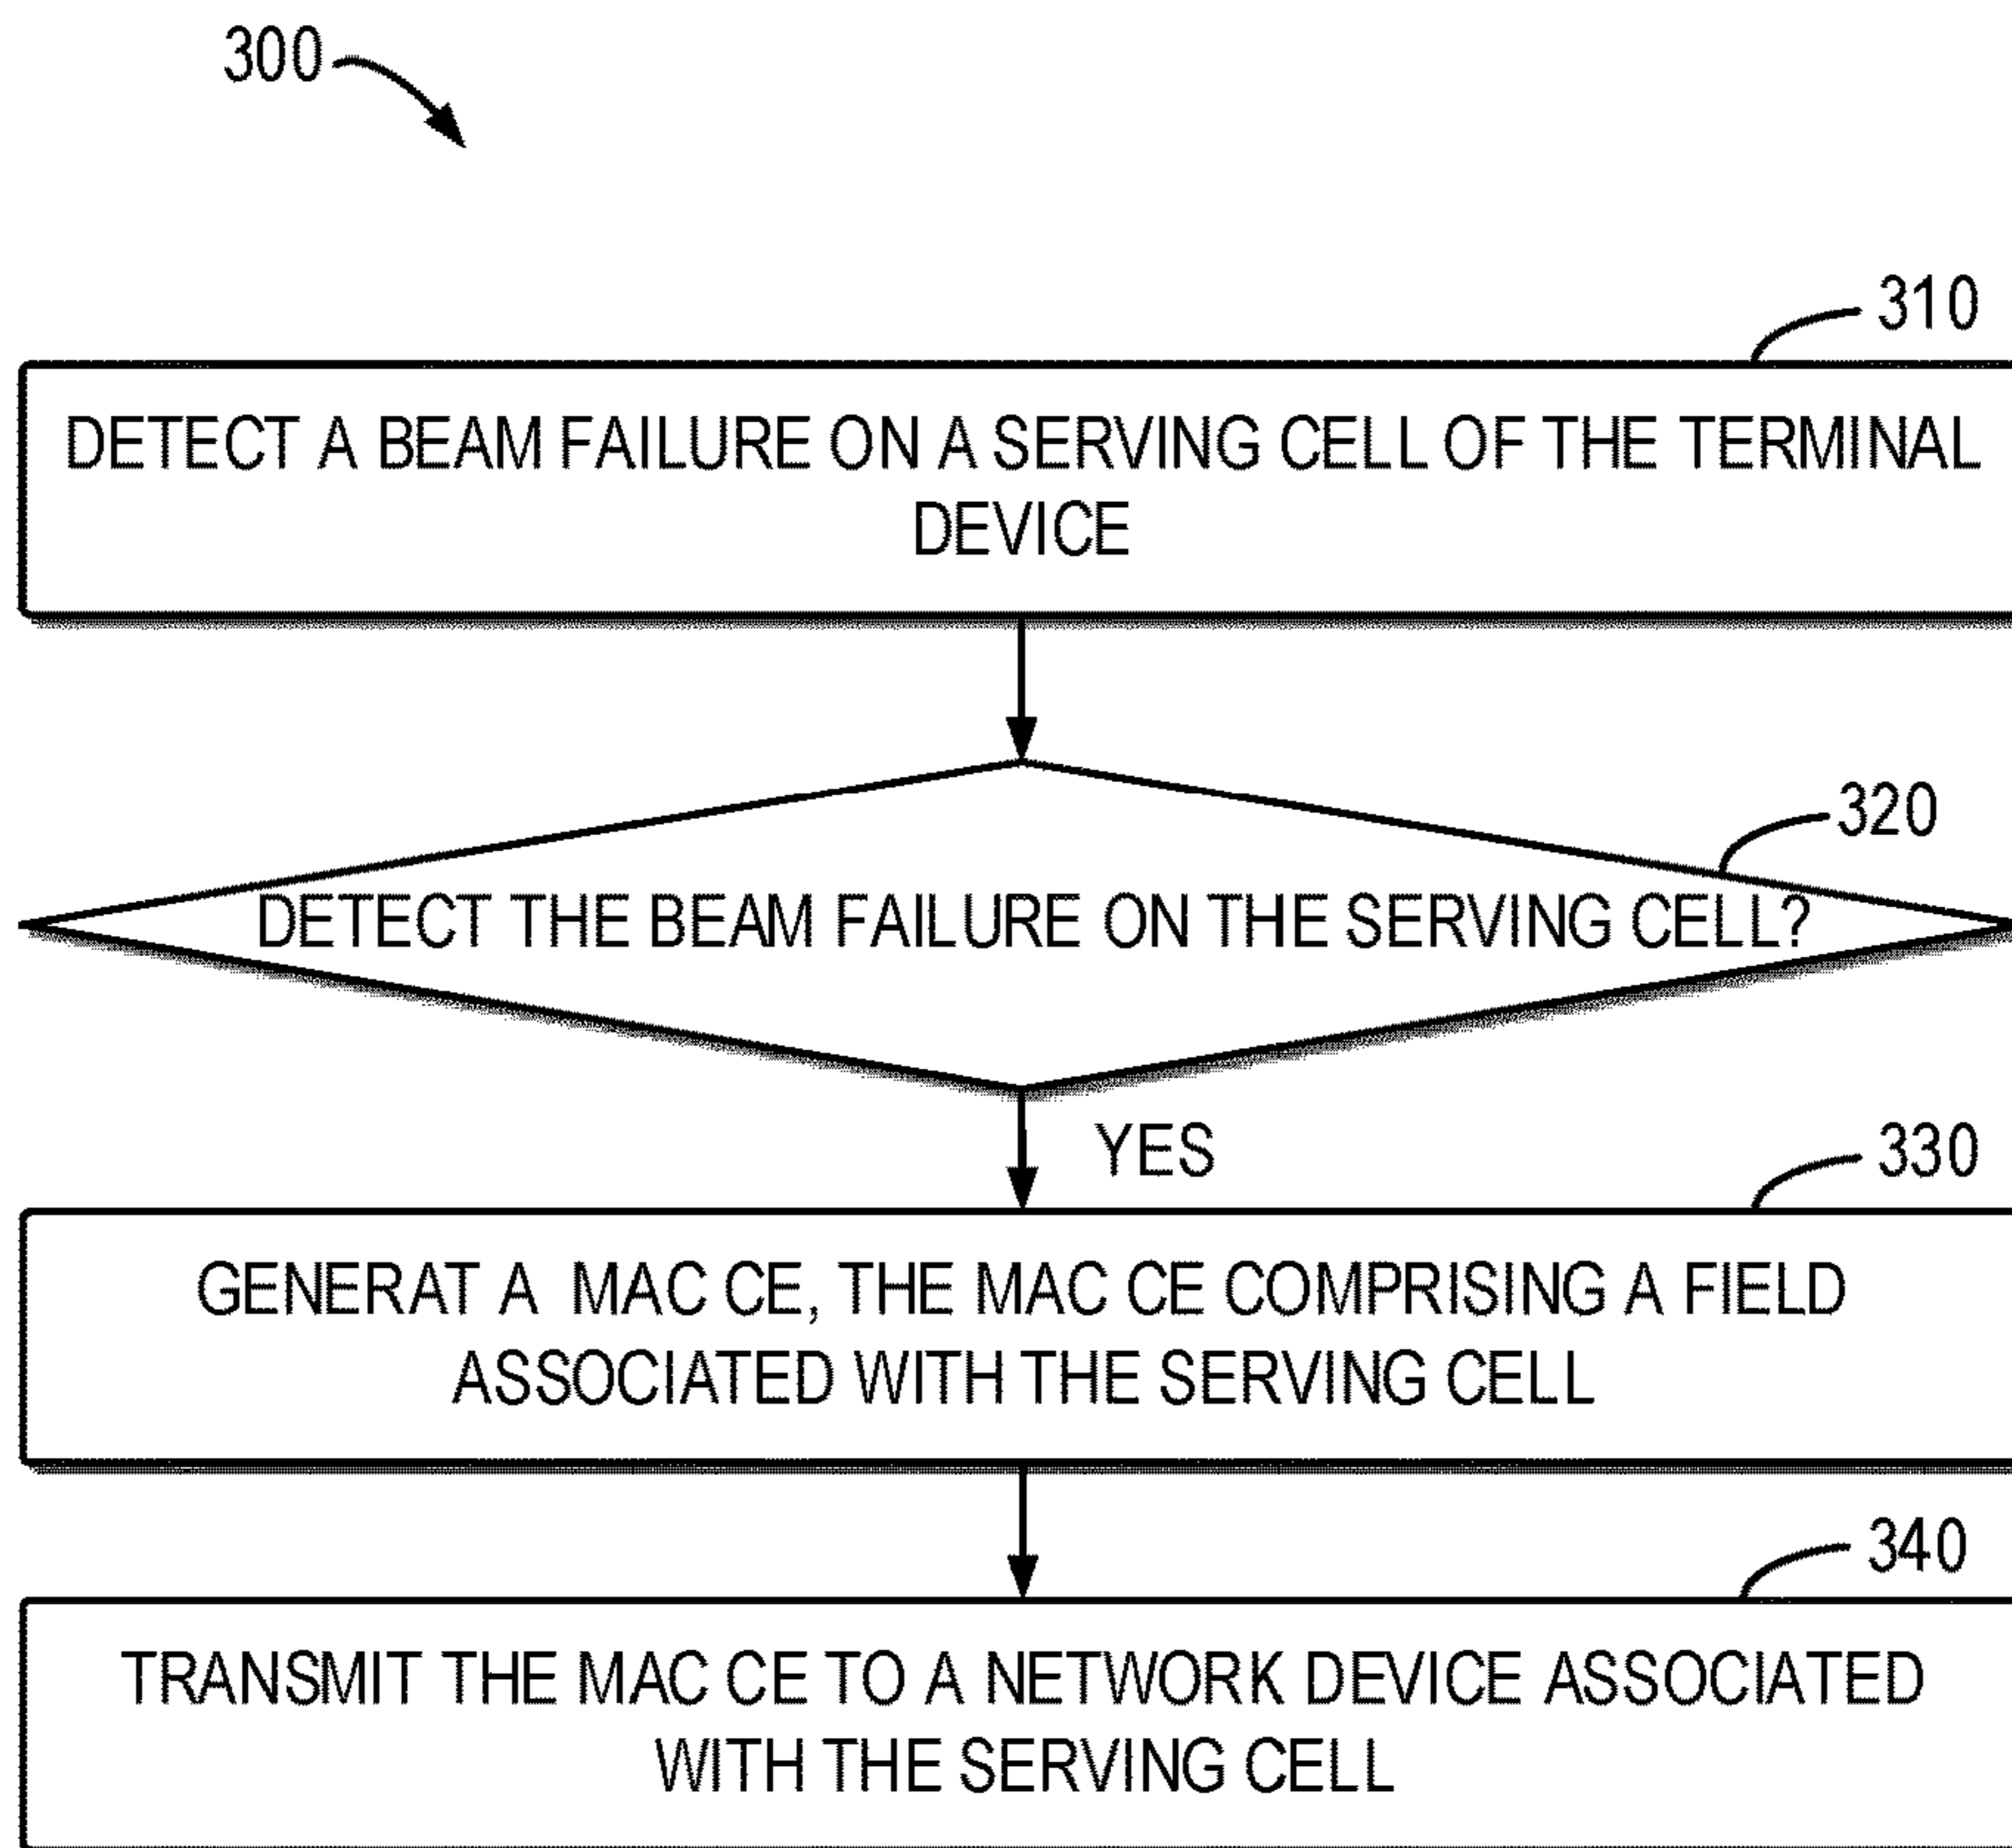 300
310
DETECT A BEAM FAILURE ON A SERVING CELL OF THE TERMINAL
DEVICE
320
DETECT THE BEAM FAILURE ON THE SERVING CELL?
YES
330
GENERAT A MAC CE, THE MAC CE COMPRISING A FIELD
ASSOCIATED WITH THE SERVING CELL
340
TRANSMIT THE MAC CE TO A NETWORK DEVICE ASSOCIATED
WITH THE SERVING CELL